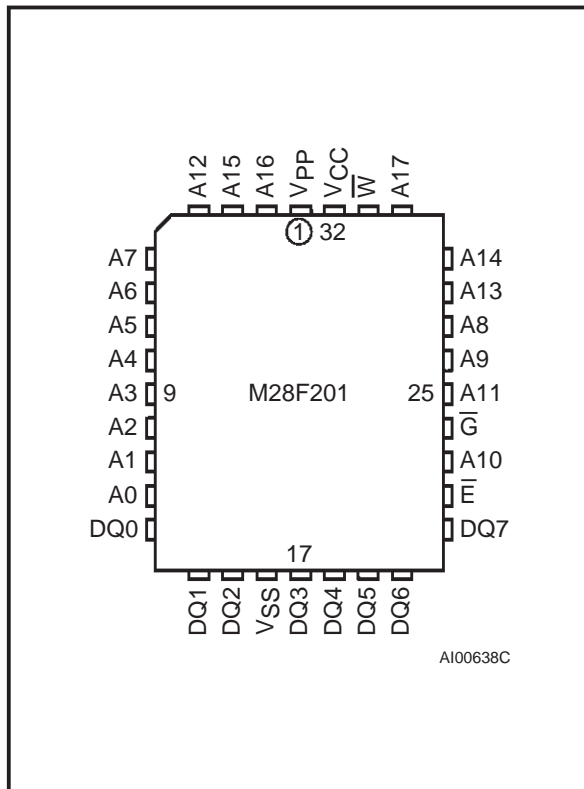 A12 A15 A16 VPP VCC W̅ A17
1 32
A7 A14
A6 A13
A5 A8
A4 A9
A3 9 M28F201 25 A11
A2 G̅
A1 A10
A0 E̅
DQ0 DQ7
17
DQ1 DQ2 VSS DQ3 DQ4 DQ5 DQ6
AI00638C